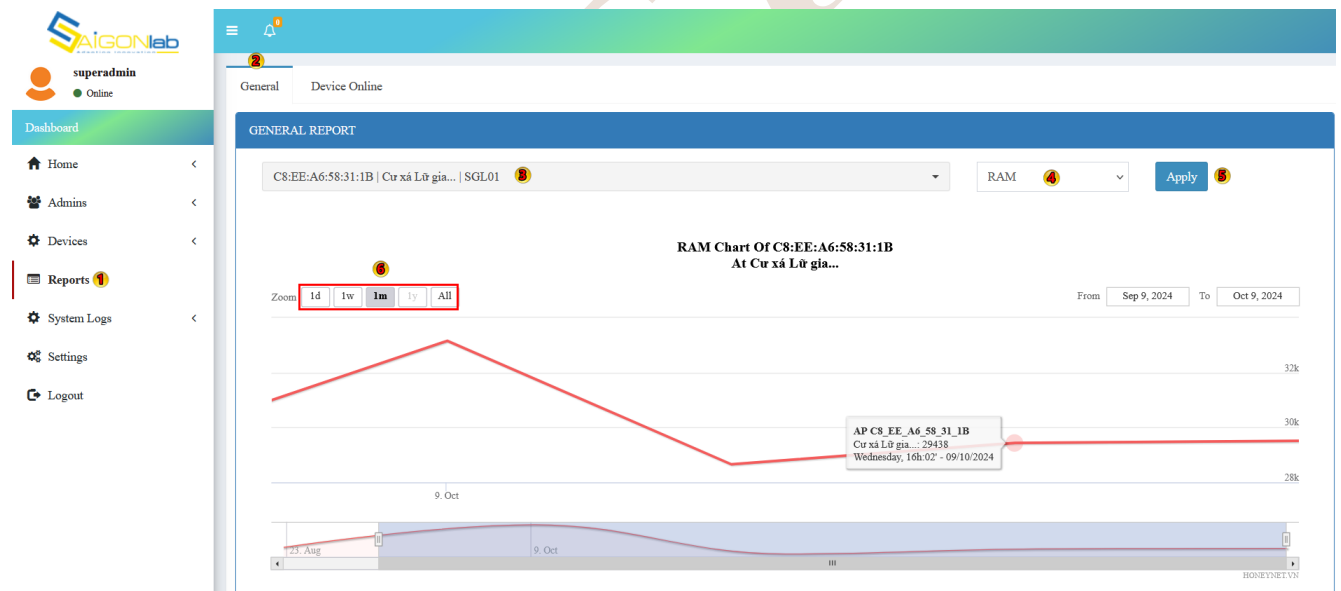 SAiGONlab
superadmin
Online
Dashboard
Home
Admins
Devices
Reports 1
System Logs
Settings
Logout
0
2
General Device Online
GENERAL REPORT
C8:EE:A6:58:31:1B | Cư xá Lữ gia... | SGL01 3
RAM 4
Apply 5
RAM Chart Of C8:EE:A6:58:31:1B
At Cư xá Lữ gia...
6
Zoom 1d 1w 1m 1y All
From Sep 9, 2024 To Oct 9, 2024
32k
30k
28k
AP C8_EE_A6_58_31_1B
Cư xá Lữ gia...: 29438
Wednesday, 16h:02' - 09/10/2024
9. Oct
23. Aug
9. Oct
HONEYNET.VN